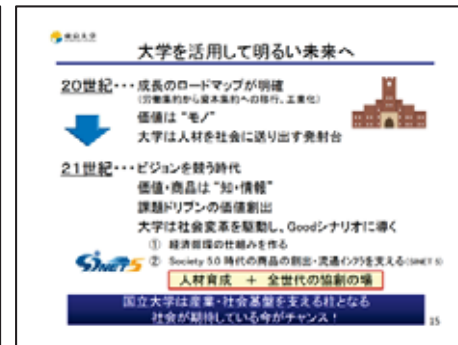 東京大学
大学を活用して明るい未来へ
20世紀・・・成長のロードマップが明確
(労働集約から資本集約への移行、工業化)
価値は “モノ”
大学は人材を社会に送り出す発射台
21世紀・・・ビジョンを競う時代
価値・商品は “知・情報”
課題ドリブンの価値創出
大学は社会変革を駆動し、Goodシナリオに導く
① 経済循環の仕組みを作る
SINET5 ② Society 5.0 時代の商品の創出・流通インフラを支える(SINET 5)
人材育成 + 全世代の協創の場
国立大学は産業・社会基盤を支える柱となる
社会が期待している今がチャンス!
15